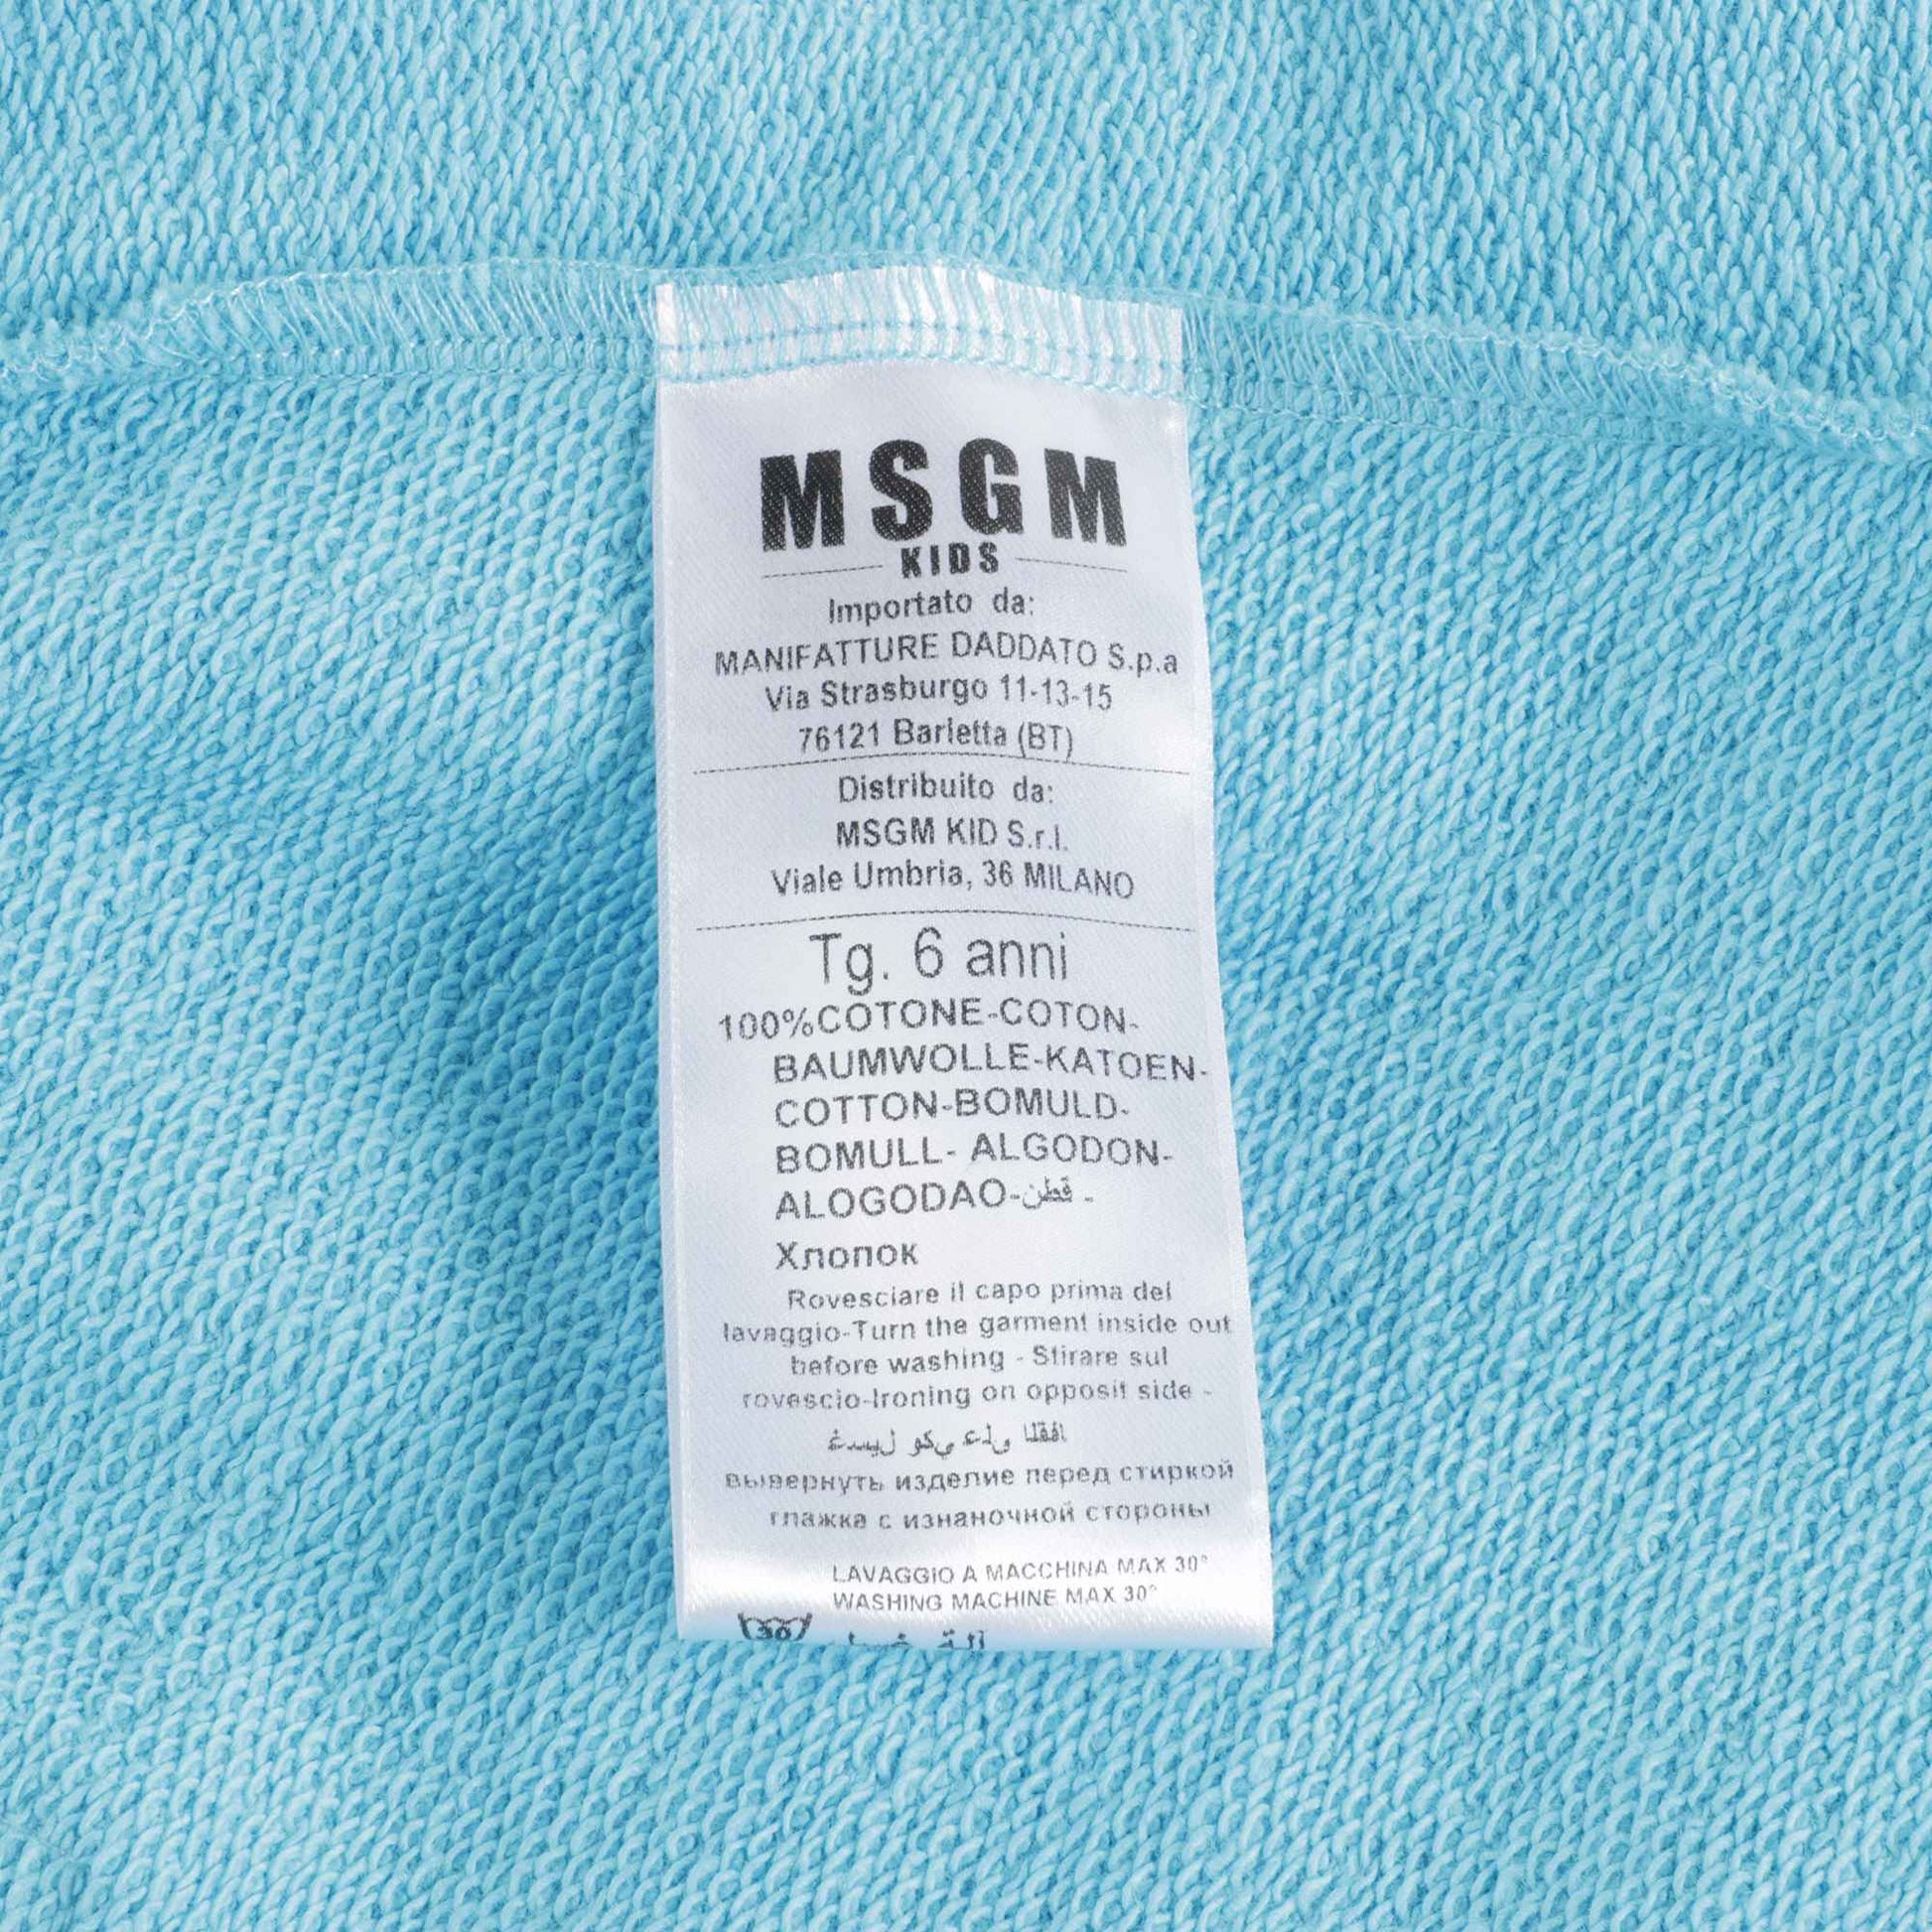 MSGM
KIDS
Importato da:
MANIFATTURE DADDATO S.p.a
Via Strasburgo 11-13-15
76121 Barletta (BT)
Distribuito da:
MSGM KID S.r.l.
Viale Umbria, 36 MILANO
Tg. 6 anni
100%COTONE-COTON-
BAUMWOLLE-KATOEN-
COTTON-BOMULD-
BOMULL- ALGODON-
ALOGODAO-قطن -
Хлопок
Rovesciare il capo prima del
lavaggio-Turn the garment inside out
before washing - Stirare sul
rovescio-Ironing on opposit side -
вывернуть изделие перед стиркой
глажка с изнаночной стороны
LAVAGGIO A MACCHINA MAX 30°
WASHING MACHINE MAX 30°
30